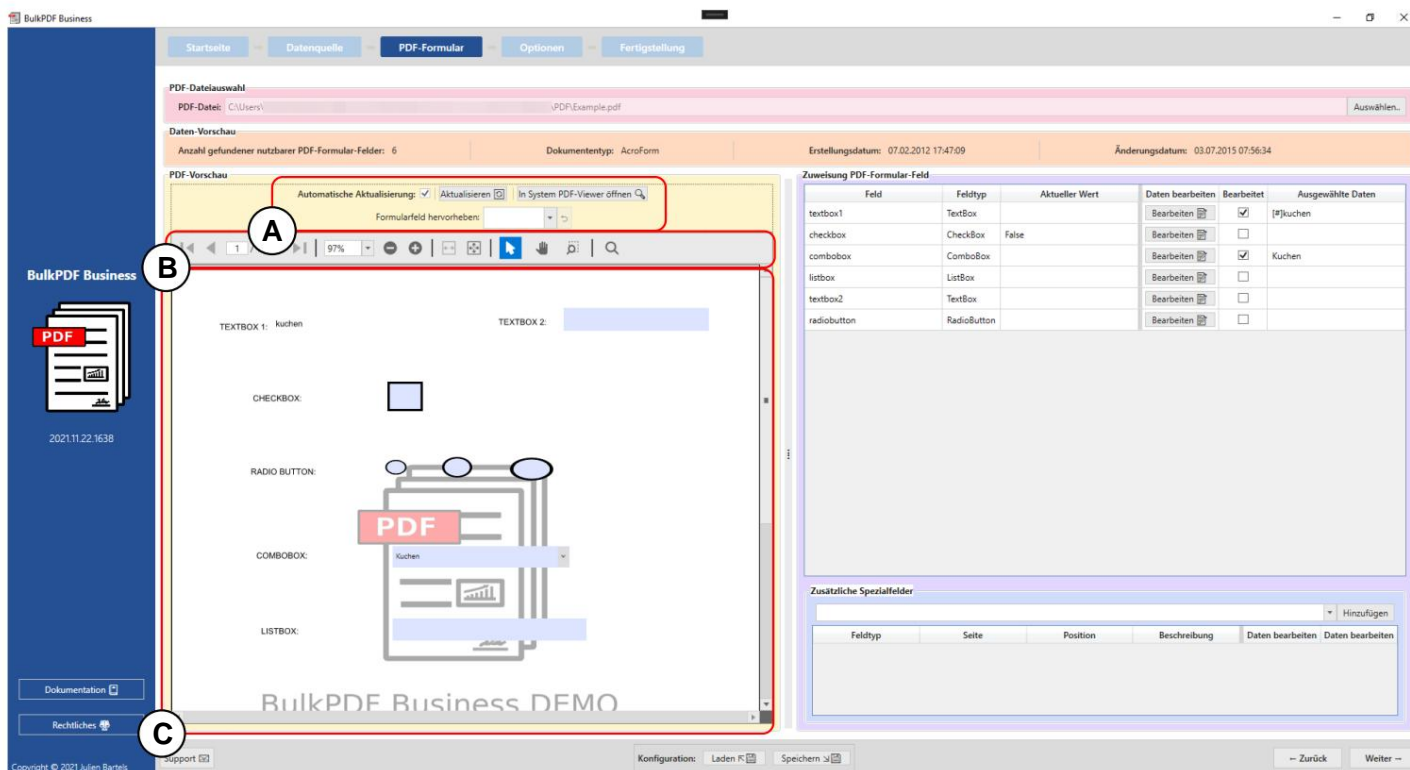 BulkPDF Business
Startseite Datenquelle PDF-Formular Optionen Fertigstellung
PDF-Dateiauswahl
PDF-Datei: C:\Users\ \PDF\Example.pdf Auswählen..
Daten-Vorschau
Anzahl gefundener nutzbarer PDF-Formular-Felder: 6 Dokumententyp: AcroForm Erstellungsdatum: 07.02.2012 17:47:09 Änderungsdatum: 03.07.2015 07:56:34
PDF-Vorschau
Automatische Aktualisierung: Aktualisieren In System PDF-Viewer öffnen
Formularfeld hervorheben:
A
B
1 / 97%
TEXTBOX 1: kuchen TEXTBOX 2:
CHECKBOX:
RADIO BUTTON:
PDF
COMBOBOX: Kuchen
LISTBOX:
BulkPDF Business DEMO
C
Zuweisung PDF-Formular-Feld
Feld Feldtyp Aktueller Wert Daten bearbeiten Bearbeitet Ausgewählte Daten
textbox1 TextBox Bearbeiten [#]kuchen
checkbox CheckBox False Bearbeiten
combobox ComboBox Bearbeiten Kuchen
listbox ListBox Bearbeiten
textbox2 TextBox Bearbeiten
radiobutton RadioButton Bearbeiten
Zusätzliche Spezialfelder
Hinzufügen
Feldtyp Seite Position Beschreibung Daten bearbeiten Daten bearbeiten
BulkPDF Business
PDF
2021.11.22.1638
Dokumentation
Rechtliches
Copyright © 2021 Julien Bartels
Support Konfiguration: Laden Speichern ← Zurück Weiter →